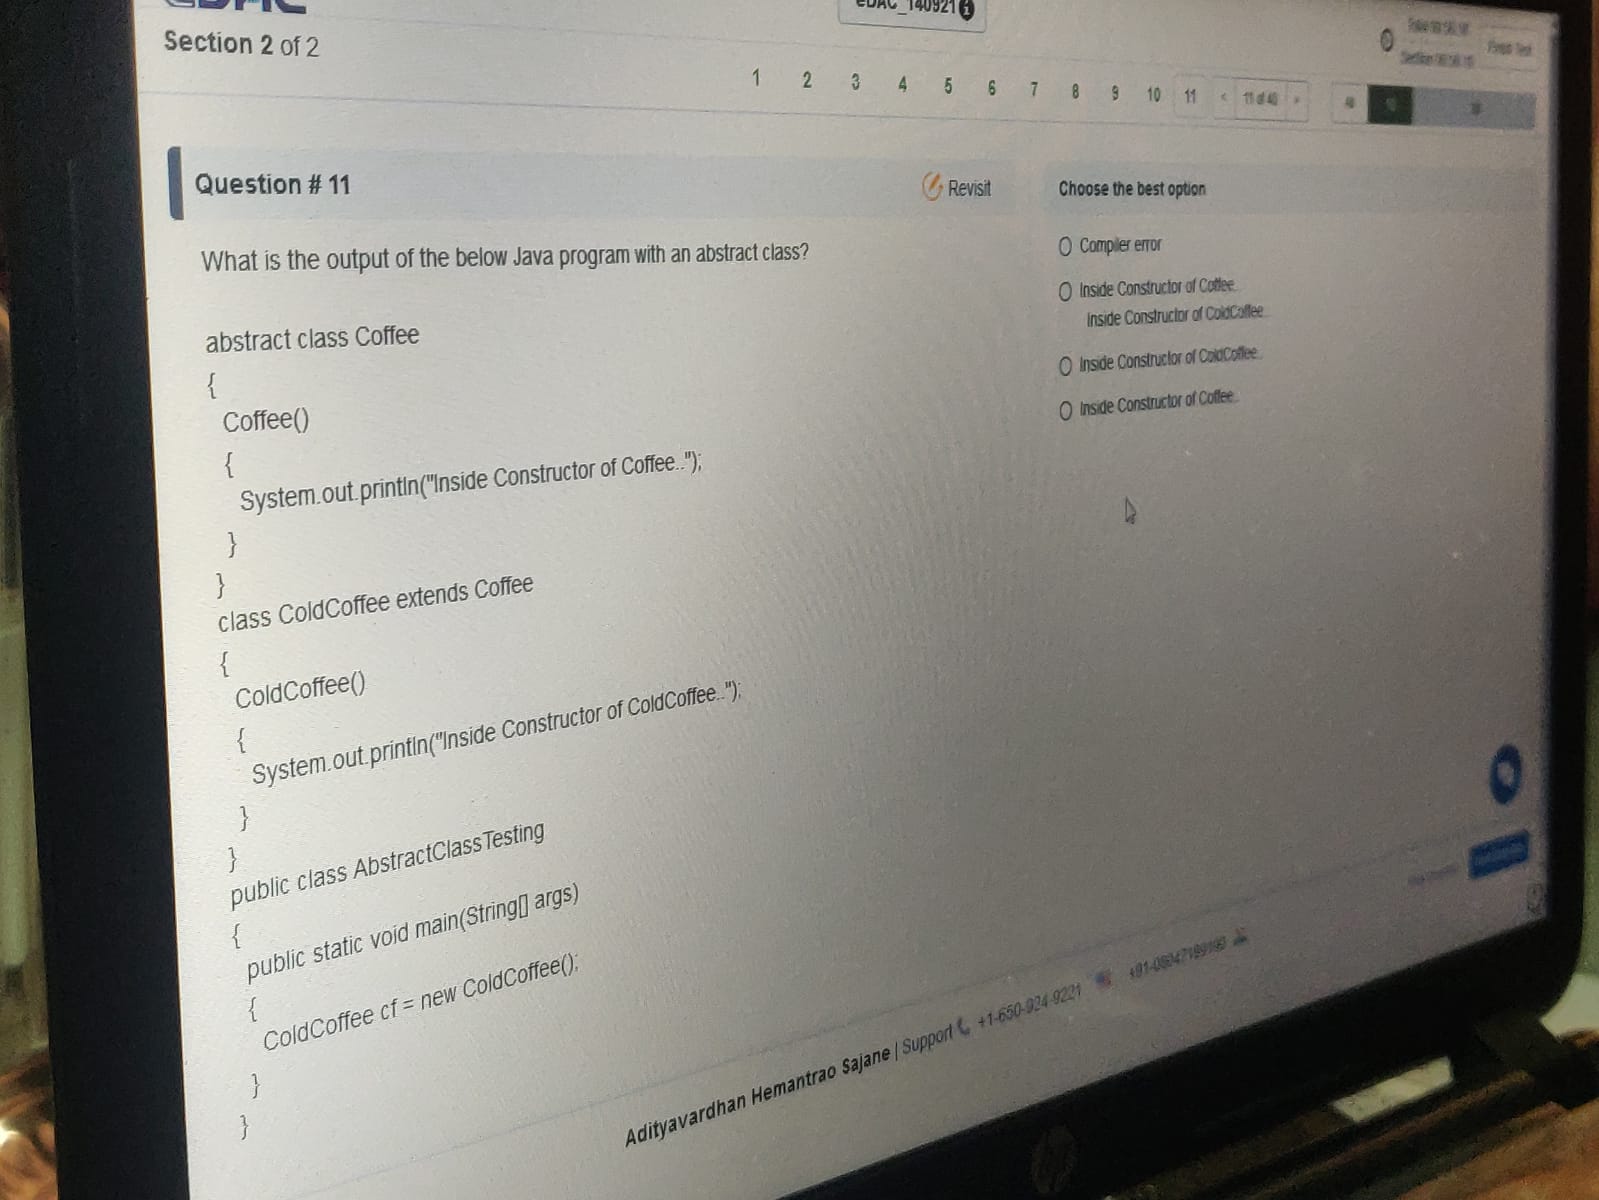 CDAC
eDAC_140921
Section 2 of 2
1 2 3 4 5 6 7 8 9 10 11 < 11 of 40 >
Question # 11
Revisit
What is the output of the below Java program with an abstract class?
abstract class Coffee
{
Coffee()
{
System.out.println("Inside Constructor of Coffee..");
}
}
class ColdCoffee extends Coffee
{
ColdCoffee()
{
System.out.println("Inside Constructor of ColdCoffee..");
}
}
public class AbstractClassTesting
{
public static void main(String[] args)
{
ColdCoffee cf = new ColdCoffee();
}
}
Choose the best option
Compiler error
Inside Constructor of Coffee..
Inside Constructor of ColdCoffee..
Inside Constructor of ColdCoffee..
Inside Constructor of Coffee..
Adityavardhan Hemantrao Sajane | Support +1-650-924-9221